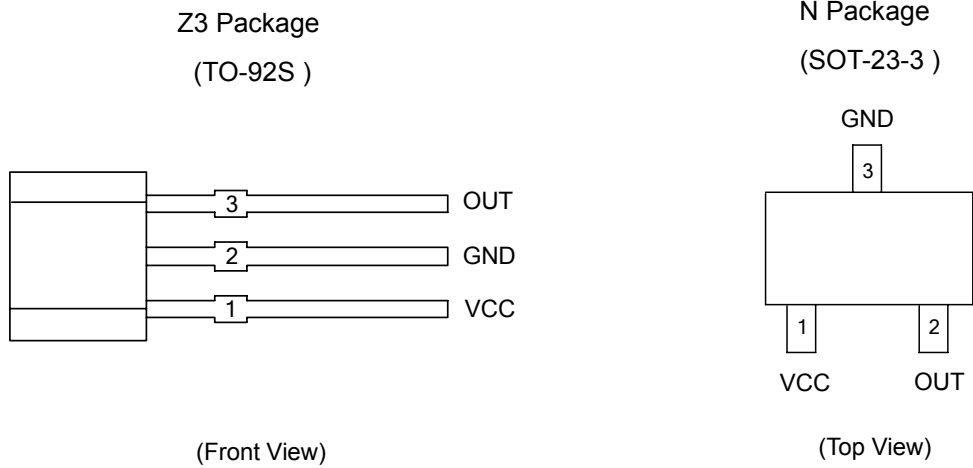 Z3 Package
(TO-92S )
3
OUT
2
GND
1
VCC
(Front View)
N Package
(SOT-23-3 )
GND
3
1
2
VCC
OUT
(Top View)